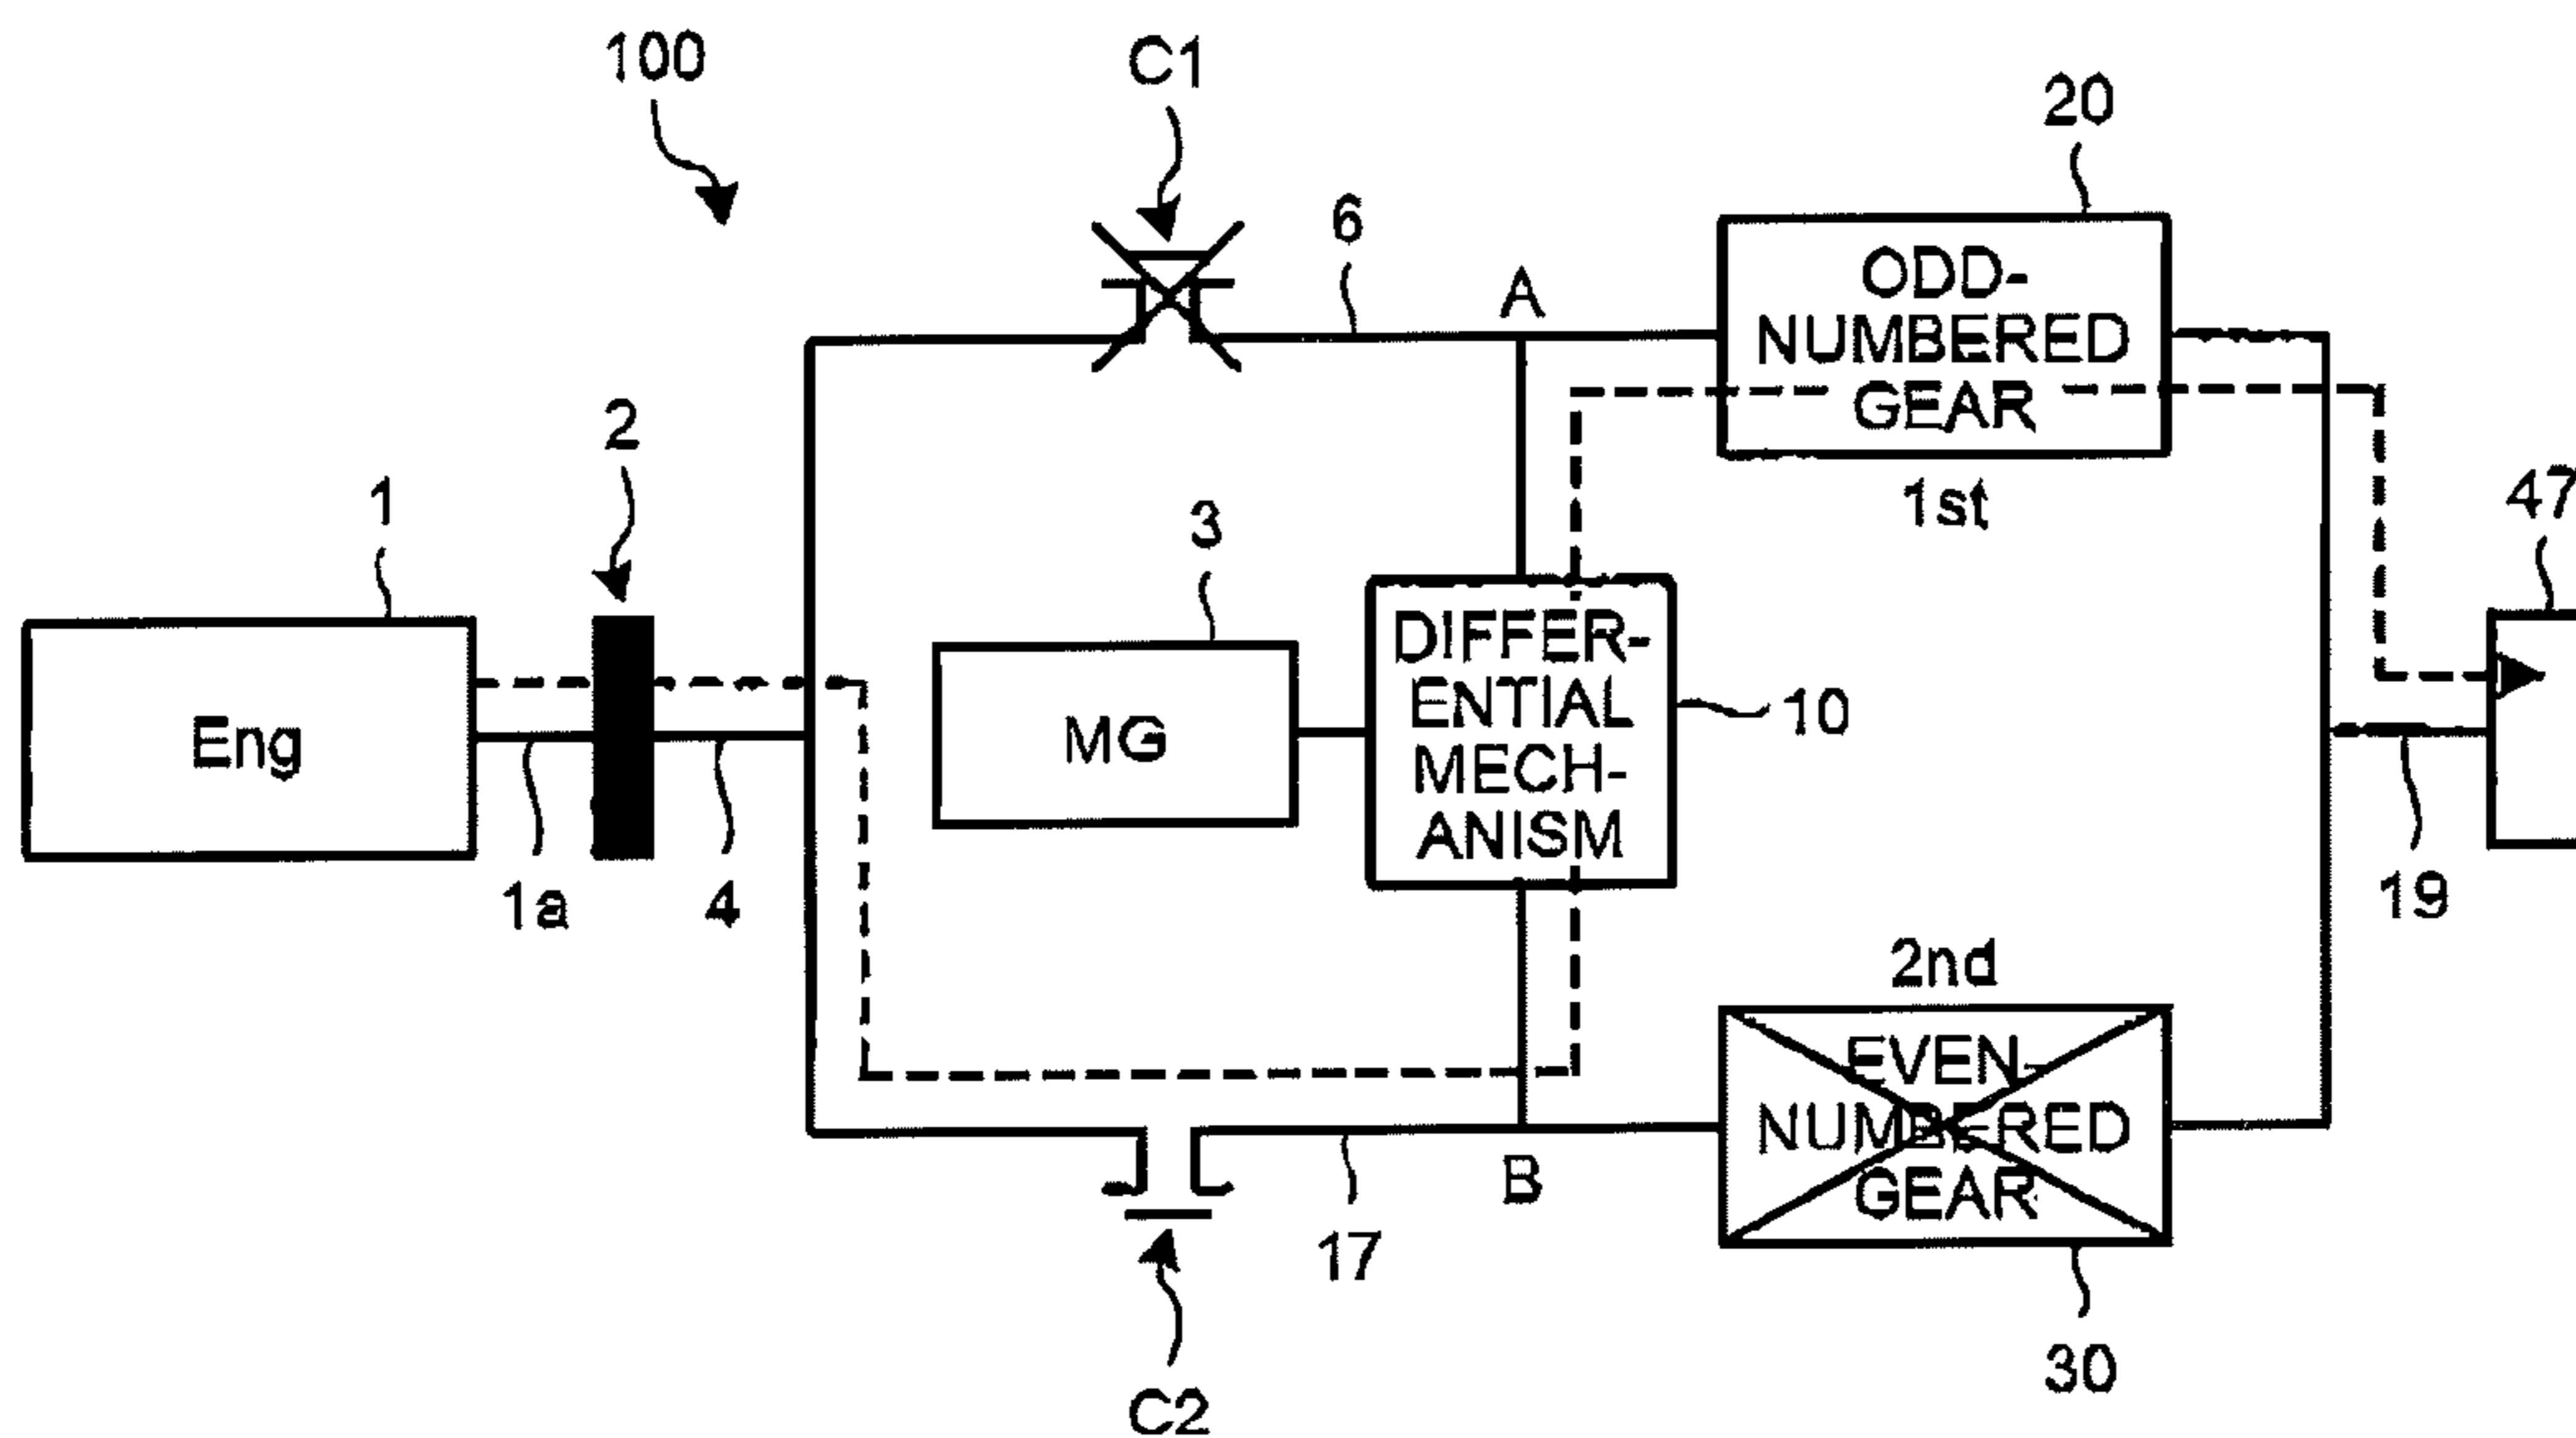 100
C1
20
6
A
ODD-
NUMBERED
GEAR
1st
2
1
3
47
Eng
MG
DIFFER-
ENTIAL
MECH-
ANISM
10
1a
4
19
2nd
EVEN-
NUMBERED
GEAR
B
17
30
C2